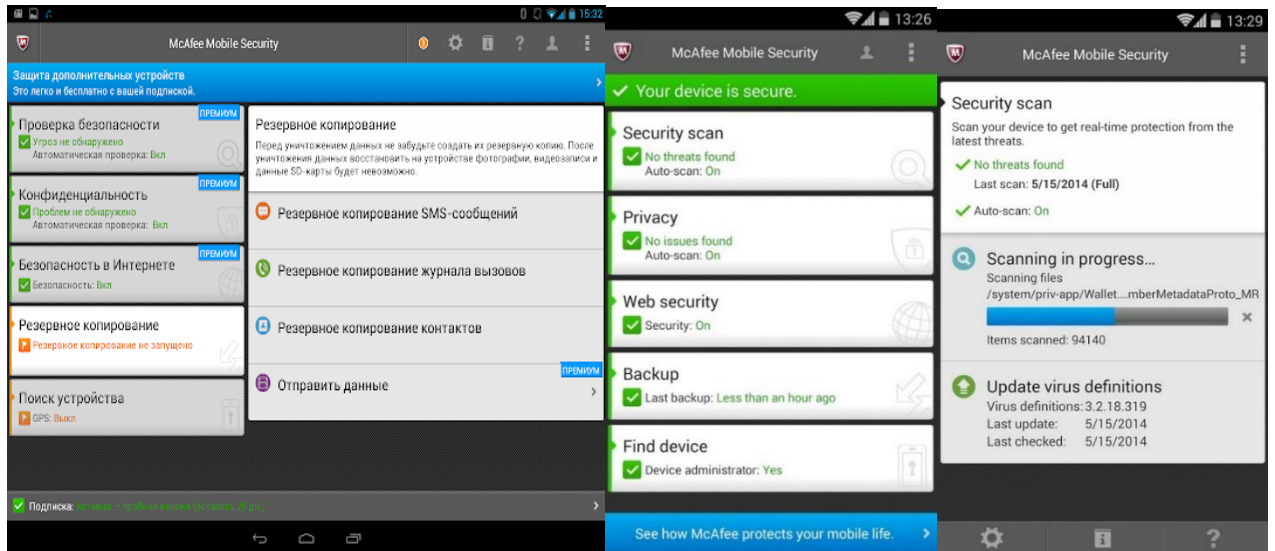 15:32
McAfee Mobile Security
Защита дополнительных устройств
Это легко и бесплатно с вашей подпиской.
ПРЕМИУМ
Проверка безопасности
Угроз не обнаружено
Автоматическая проверка: Вкл
ПРЕМИУМ
Конфиденциальность
Проблем не обнаружено
Автоматическая проверка: Вкл
ПРЕМИУМ
Безопасность в Интернете
Безопасность: Вкл
Резервное копирование
Резервное копирование не запущено
Поиск устройства
GPS: Выкл
Резервное копирование
Перед уничтожением данных не забудьте создать их резервную копию. После
уничтожения данных восстановить на устройстве фотографии, видеозаписи и
данные SD-карты будет невозможно.
Резервное копирование SMS-сообщений
Резервное копирование журнала вызовов
Резервное копирование контактов
ПРЕМИУМ
Отправить данные
Подписка: Активно – пробная версия (осталось 26 дн.)
13:26
McAfee Mobile Security
Your device is secure.
Security scan
No threats found
Auto-scan: On
Privacy
No issues found
Auto-scan: On
Web security
Security: On
Backup
Last backup: Less than an hour ago
Find device
Device administrator: Yes
See how McAfee protects your mobile life.
13:29
McAfee Mobile Security
Security scan
Scan your device to get real-time protection from the
latest threats.
No threats found
Last scan: 5/15/2014 (Full)
Auto-scan: On
Scanning in progress...
Scanning files
/system/priv-app/Wallet....mberMetadataProto_MR
Items scanned: 94140
Update virus definitions
Virus definitions: 3.2.18.319
Last update: 5/15/2014
Last checked: 5/15/2014